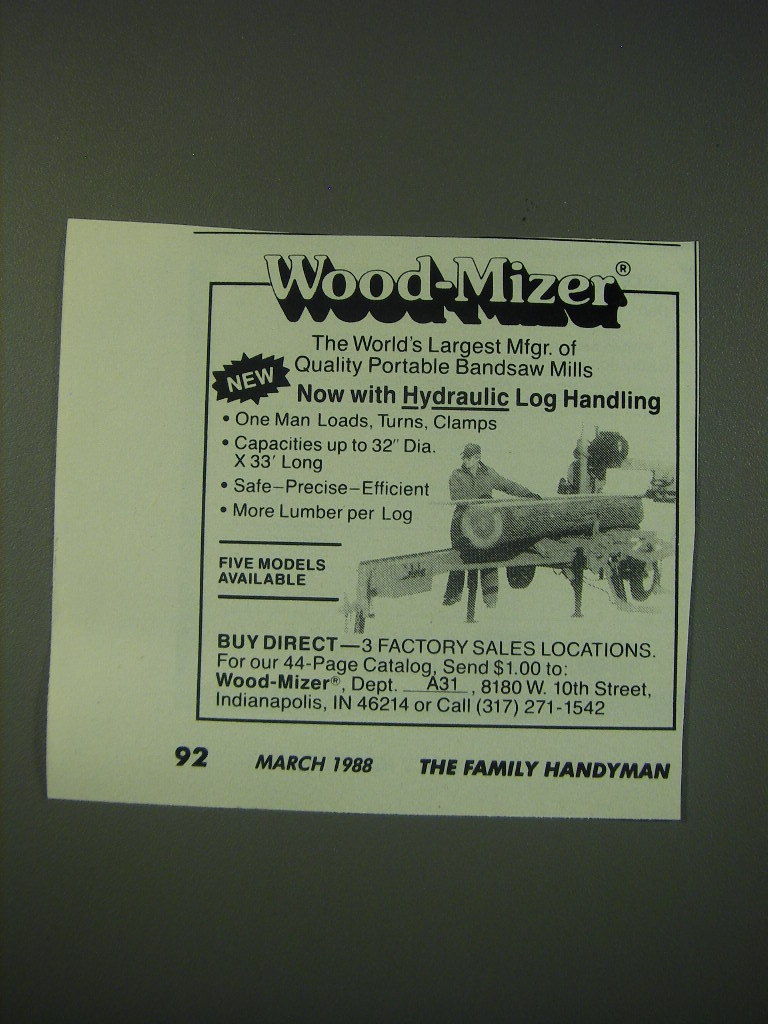 Wood-Mizer®
The World's Largest Mfgr. of
Quality Portable Bandsaw Mills
NEW
Now with Hydraulic Log Handling
• One Man Loads, Turns, Clamps
• Capacities up to 32" Dia.
X 33' Long
• Safe–Precise–Efficient
• More Lumber per Log
FIVE MODELS
AVAILABLE
BUY DIRECT—3 FACTORY SALES LOCATIONS.
For our 44-Page Catalog, Send $1.00 to:
Wood-Mizer®, Dept. A31, 8180 W. 10th Street,
Indianapolis, IN 46214 or Call (317) 271-1542
92 MARCH 1988 THE FAMILY HANDYMAN